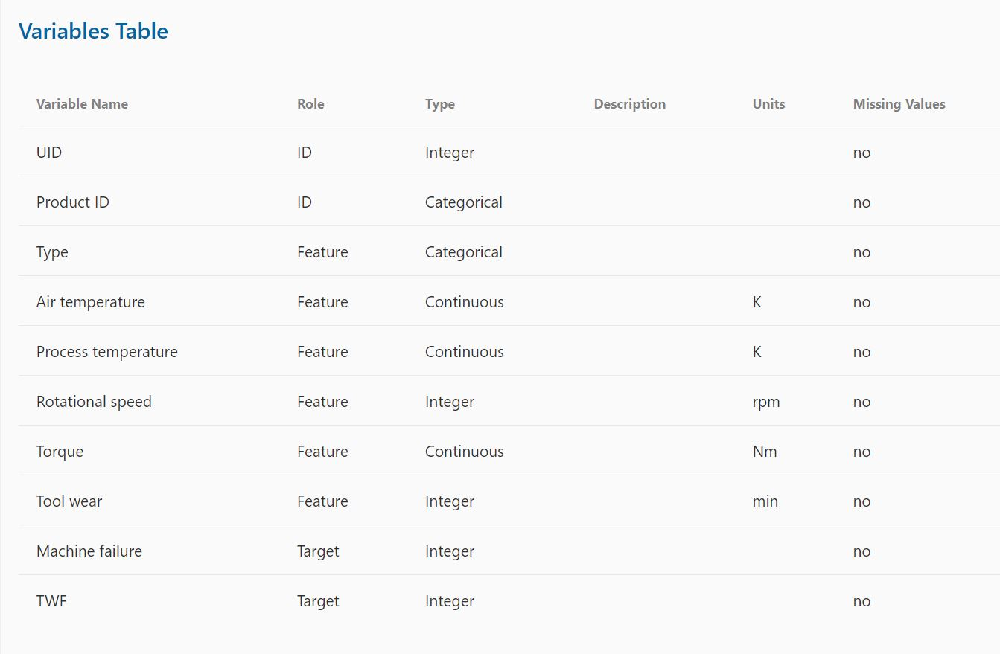 Variables Table
Variable Name Role Type Description Units Missing Values
UID ID Integer no
Product ID ID Categorical no
Type Feature Categorical no
Air temperature Feature Continuous K no
Process temperature Feature Continuous K no
Rotational speed Feature Integer rpm no
Torque Feature Continuous Nm no
Tool wear Feature Integer min no
Machine failure Target Integer no
TWF Target Integer no